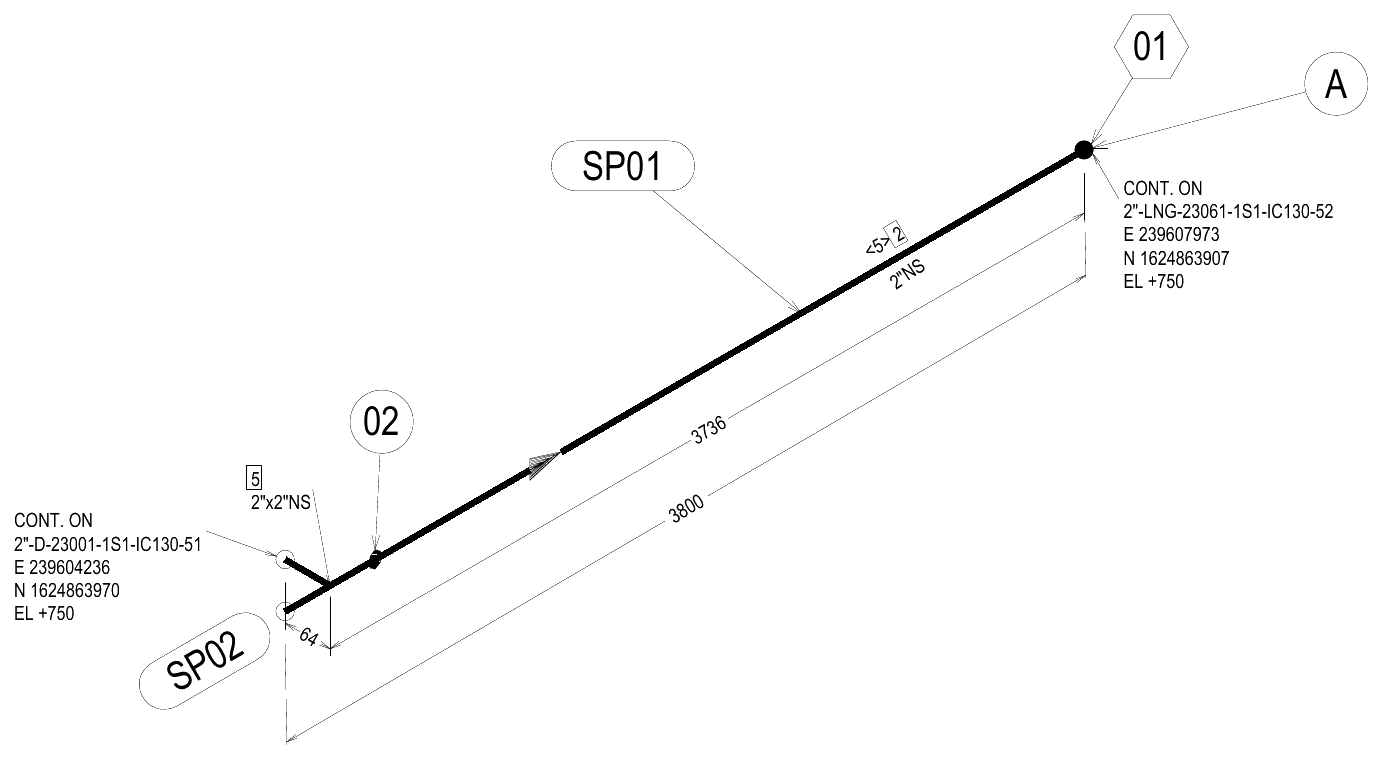 01
A
SP01
CONT. ON
2"-LNG-23061-1S1-IC130-52
E 239607973
N 1624863907
EL +750
<5> 2
2"NS
02
3736
5
2"x2"NS
3800
CONT. ON
2"-D-23001-1S1-IC130-51
E 239604236
N 1624863970
EL +750
64
SP02